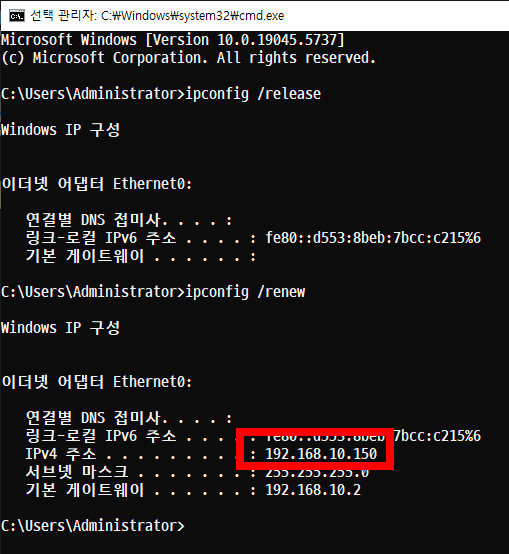 선택 관리자: C:\Windows\system32\cmd.exe
Microsoft Windows [Version 10.0.19045.5737]
(c) Microsoft Corporation. All rights reserved.
C:\Users\Administrator>ipconfig /release
Windows IP 구성
이더넷 어댑터 Ethernet0:
연결별 DNS 접미사. . . . :
링크-로컬 IPv6 주소 . . . . : fe80::d553:8beb:7bcc:c215%6
기본 게이트웨이 . . . . . . :
C:\Users\Administrator>ipconfig /renew
Windows IP 구성
이더넷 어댑터 Ethernet0:
연결별 DNS 접미사. . . . :
링크-로컬 IPv6 주소 . . . . : fe80::d553:8beb:7bcc:c215%6
IPv4 주소 . . . . . . . . . : 192.168.10.150
서브넷 마스크 . . . . . . . : 255.255.255.0
기본 게이트웨이 . . . . . . : 192.168.10.2
C:\Users\Administrator>